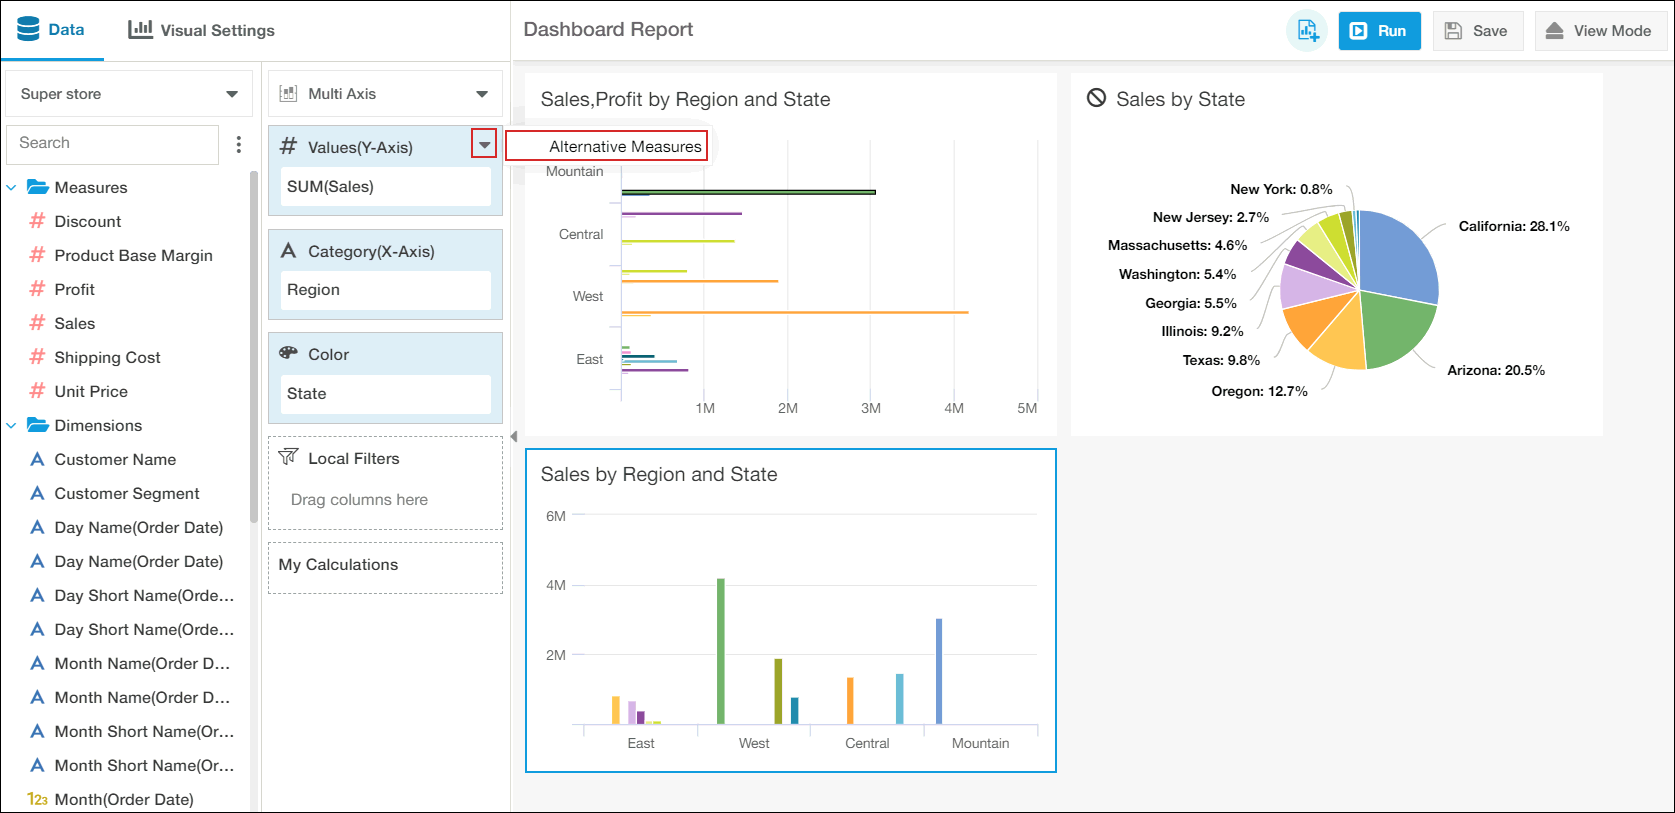 Data
Visual Settings
Dashboard Report
Run
Save
View Mode
Super store
Search
Measures
# Discount
# Product Base Margin
# Profit
# Sales
# Shipping Cost
# Unit Price
Dimensions
A Customer Name
A Customer Segment
A Day Name(Order Date)
A Day Name(Order Date)
A Day Short Name(Orde...
A Day Short Name(Orde...
A Month Name(Order D...
A Month Name(Order D...
A Month Short Name(Or...
A Month Short Name(Or...
123 Month(Order Date)
Multi Axis
# Values(Y-Axis)
SUM(Sales)
A Category(X-Axis)
Region
Color
State
Local Filters
Drag columns here
My Calculations
Alternative Measures
Sales,Profit by Region and State
Mountain
Central
West
East
1M 2M 3M 4M 5M
Sales by State
New York: 0.8%
New Jersey: 2.7%
Massachusetts: 4.6%
Washington: 5.4%
Georgia: 5.5%
Illinois: 9.2%
Texas: 9.8%
Oregon: 12.7%
California: 28.1%
Arizona: 20.5%
Sales by Region and State
6M
4M
2M
East West Central Mountain